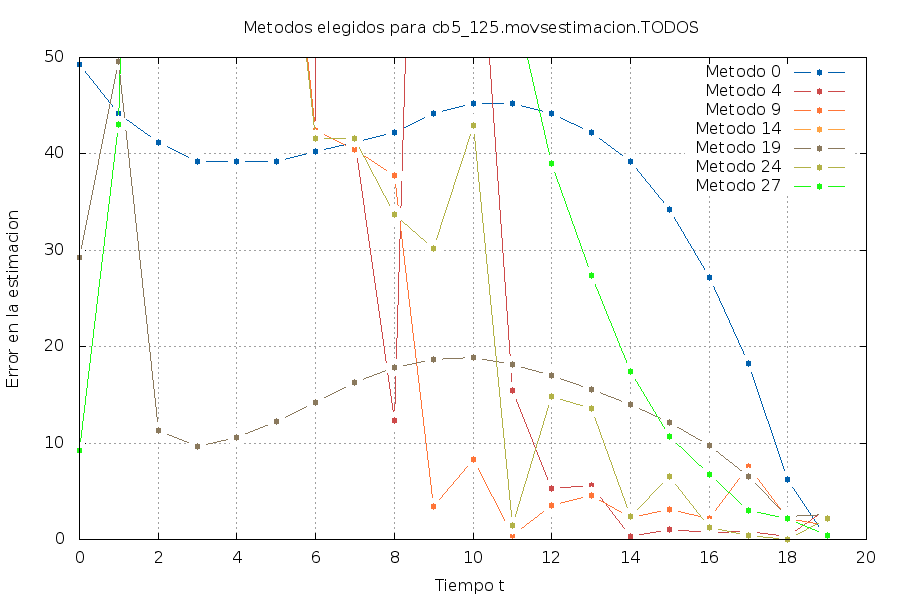 Metodos elegidos para cb5_125.movsestimacion.TODOS
Error en la estimacion
50
40
30
20
10
0
Metodo 0
Metodo 4
Metodo 9
Metodo 14
Metodo 19
Metodo 24
Metodo 27
0 2 4 6 8 10 12 14 16 18 20
Tiempo t